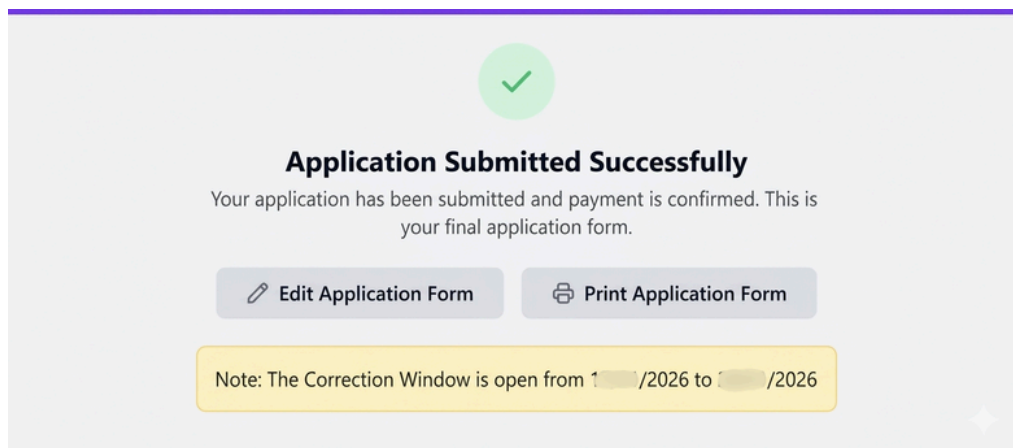 Application Submitted Successfully
Your application has been submitted and payment is confirmed. This is
your final application form.
Edit Application Form
Print Application Form
Note: The Correction Window is open from /2026 to /2026